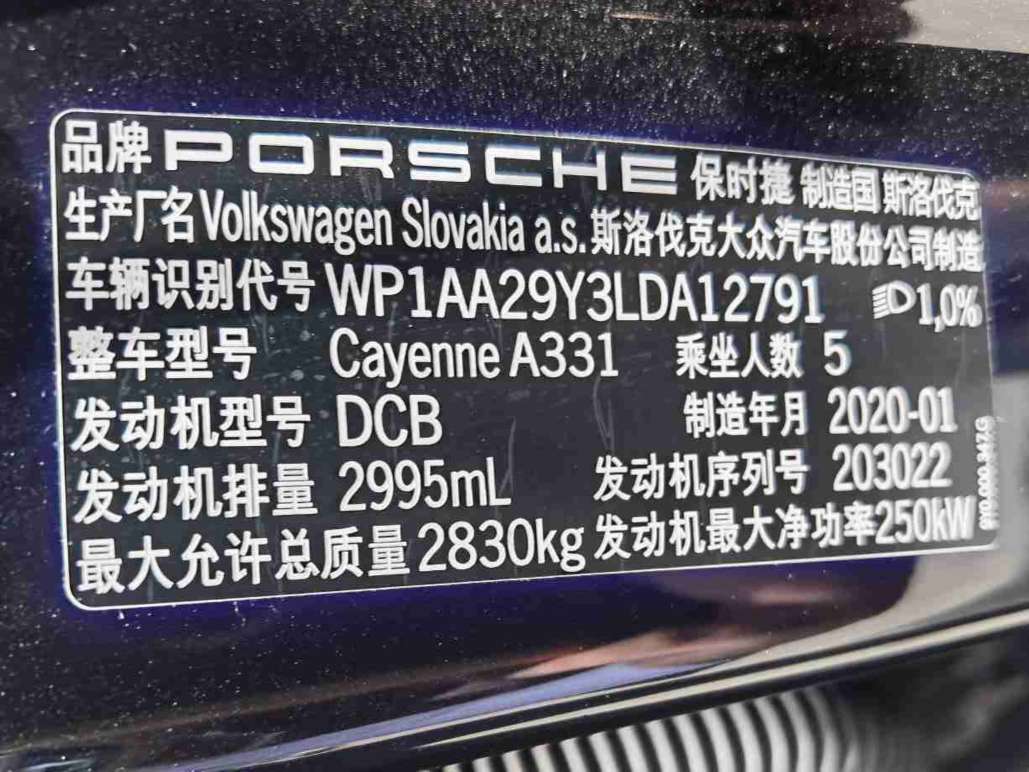 品牌 PORSCHE 保时捷 制造国 斯洛伐克
生产厂名 Volkswagen Slovakia a.s. 斯洛伐克大众汽车股份公司制造
车辆识别代号 WP1AA29Y3LDA12791 1,0%
整车型号 Cayenne A331 乘坐人数 5
发动机型号 DCB 制造年月 2020-01
发动机排量 2995mL 发动机序列号 203022
最大允许总质量 2830kg 发动机最大净功率 250kW